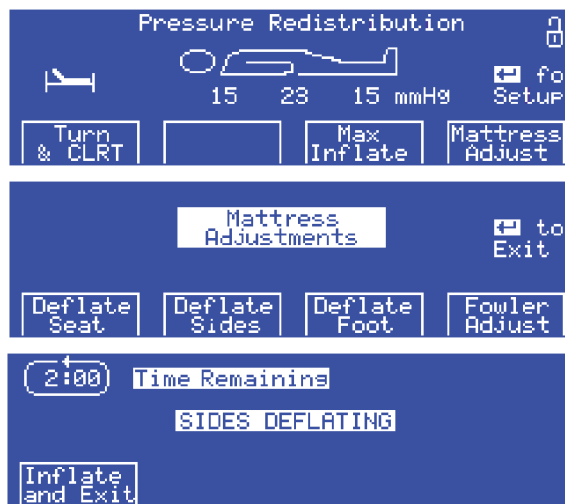 Pressure Redistribution
15 23 15 mmHg
↵ fo
Setup
Turn & CLRT
Max Inflate
Mattress Adjust
Mattress
Adjustments
↵ to
Exit
Deflate Seat
Deflate Sides
Deflate Foot
Fowler Adjust
2:00 Time Remaining
SIDES DEFLATING
Inflate
and Exit